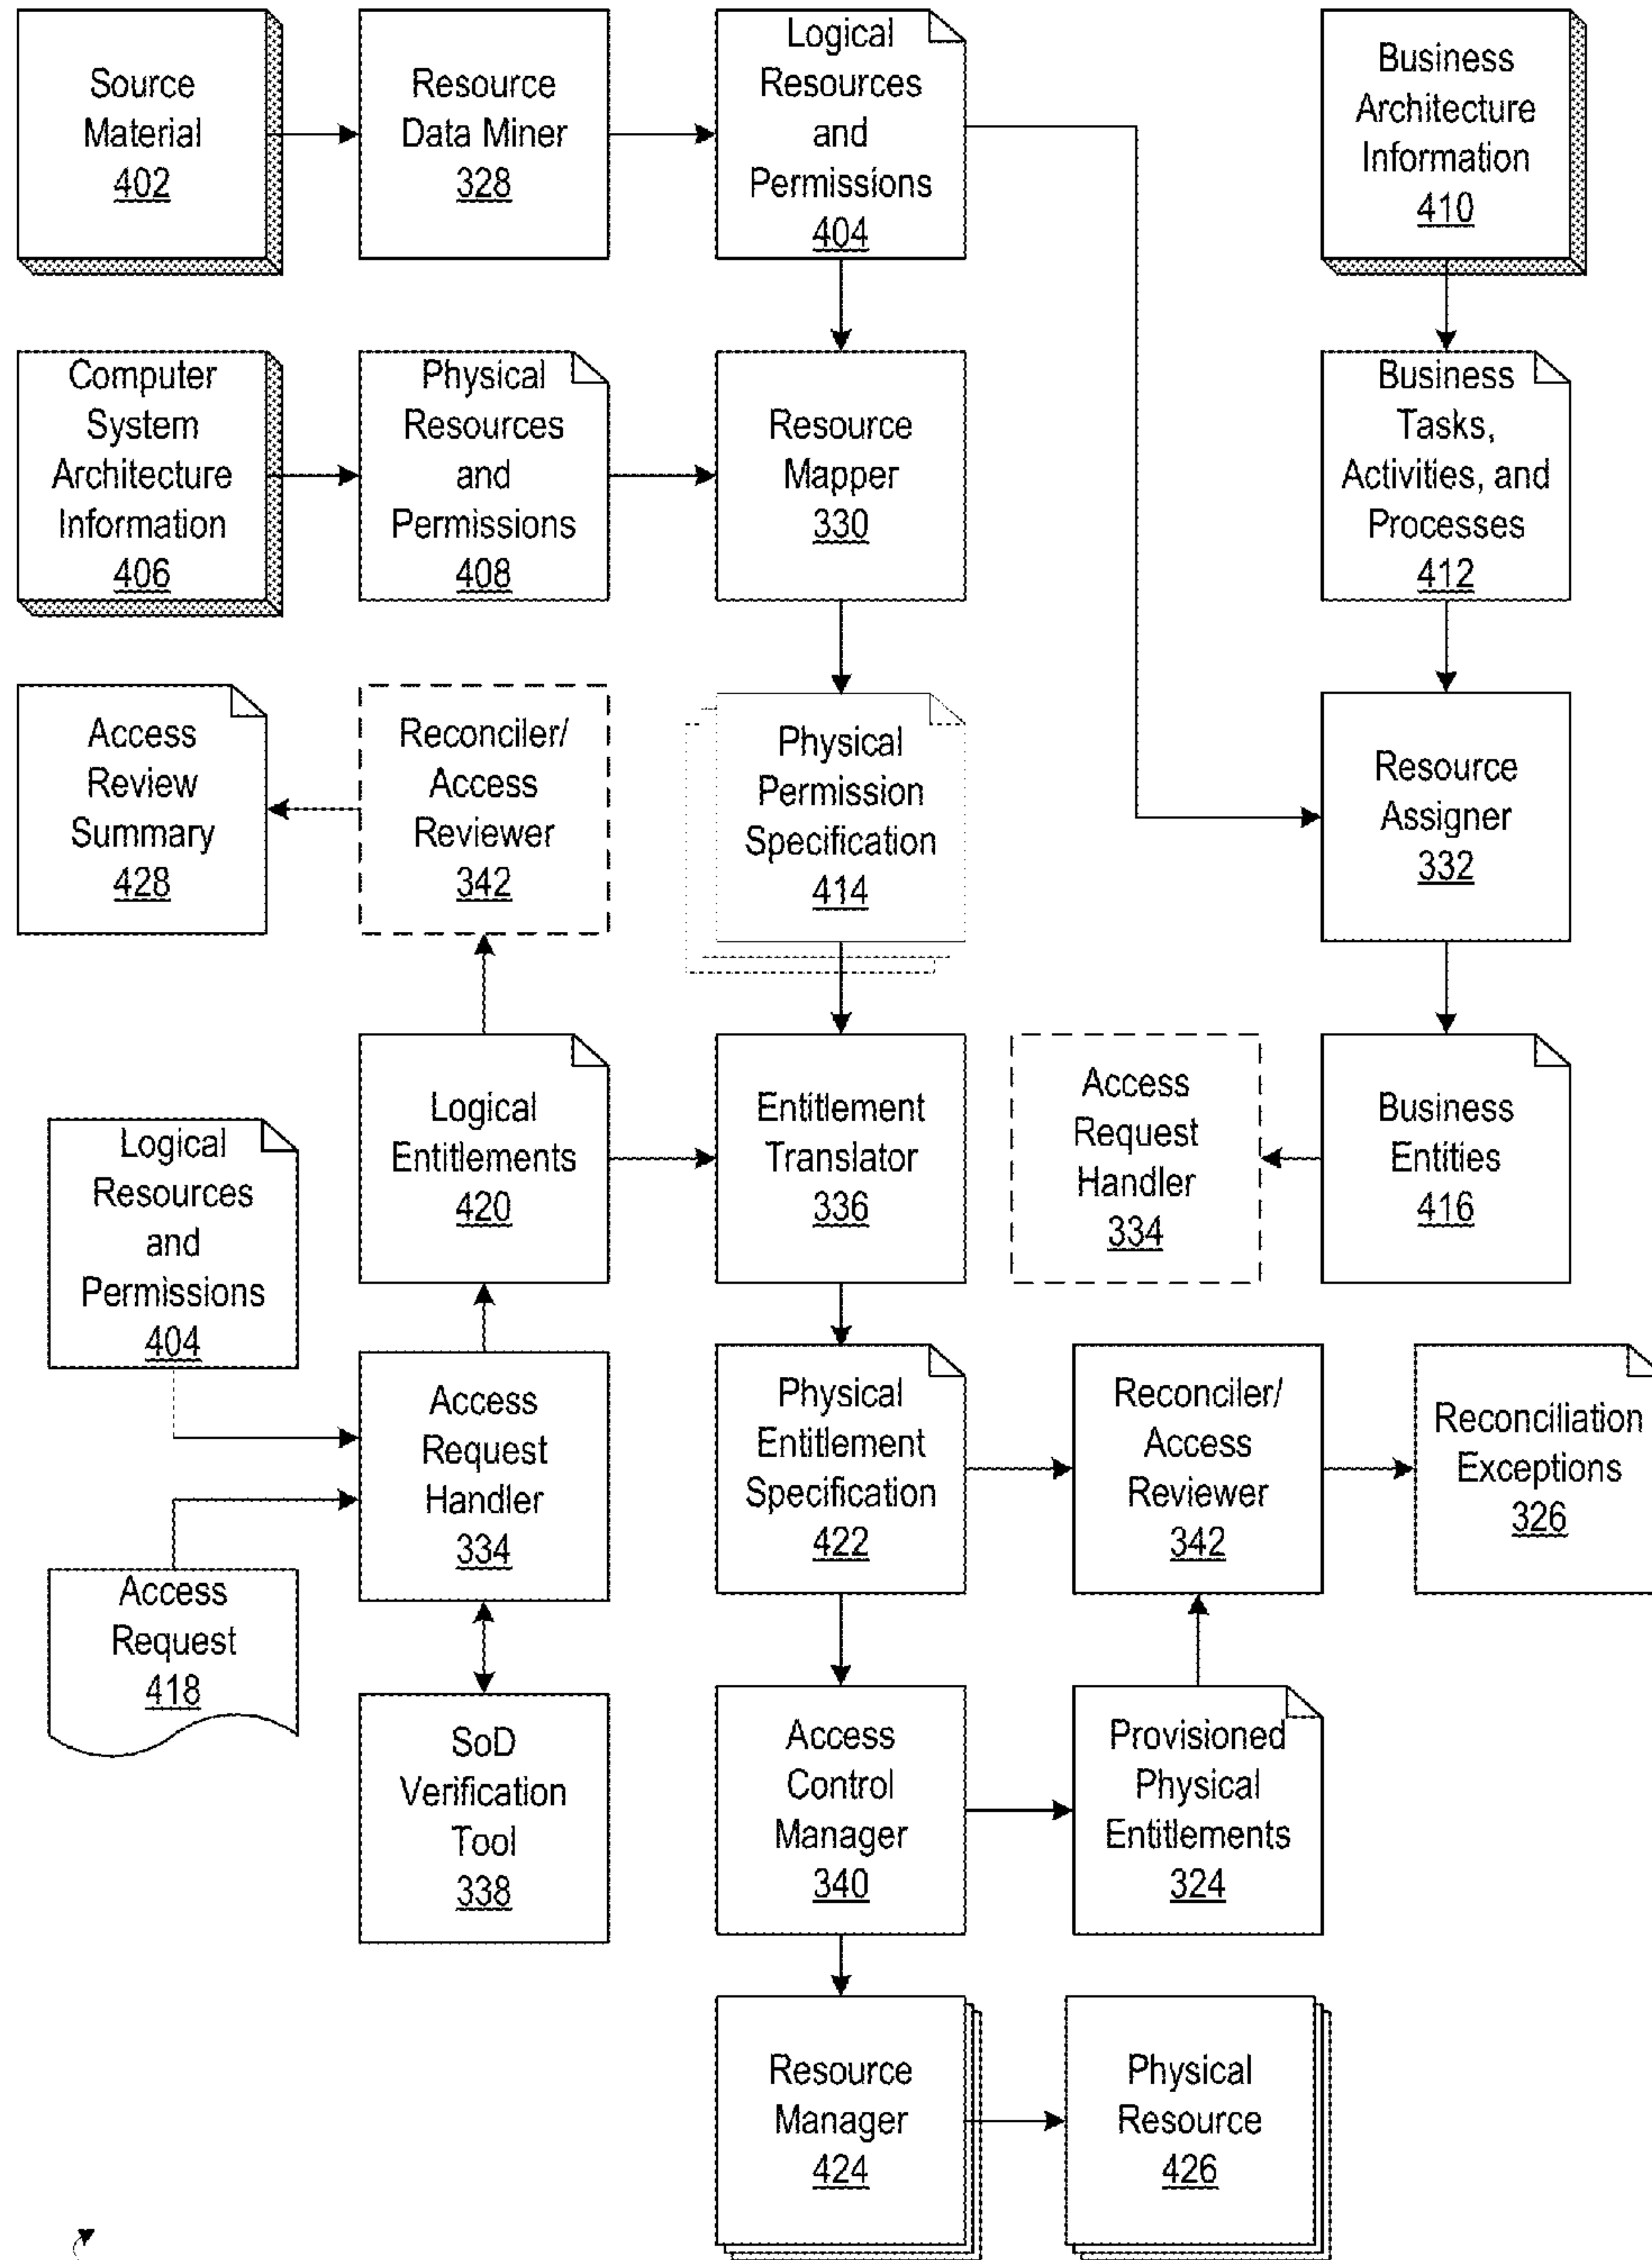 Source
Material
402
Resource
Data Miner
328
Logical
Resources
and
Permissions
404
Business
Architecture
Information
410
Computer
System
Architecture
Information
406
Physical
Resources
and
Permissions
408
Resource
Mapper
330
Business
Tasks,
Activities, and
Processes
412
Access
Review
Summary
428
Reconciler/
Access
Reviewer
342
Physical
Permission
Specification
414
Resource
Assigner
332
Logical
Resources
and
Permissions
404
Logical
Entitlements
420
Entitlement
Translator
336
Access
Request
Handler
334
Business
Entities
416
Access
Request
418
Access
Request
Handler
334
Physical
Entitlement
Specification
422
Reconciler/
Access
Reviewer
342
Reconciliation
Exceptions
326
SoD
Verification
Tool
338
Access
Control
Manager
340
Provisioned
Physical
Entitlements
324
Resource
Manager
424
Physical
Resource
426